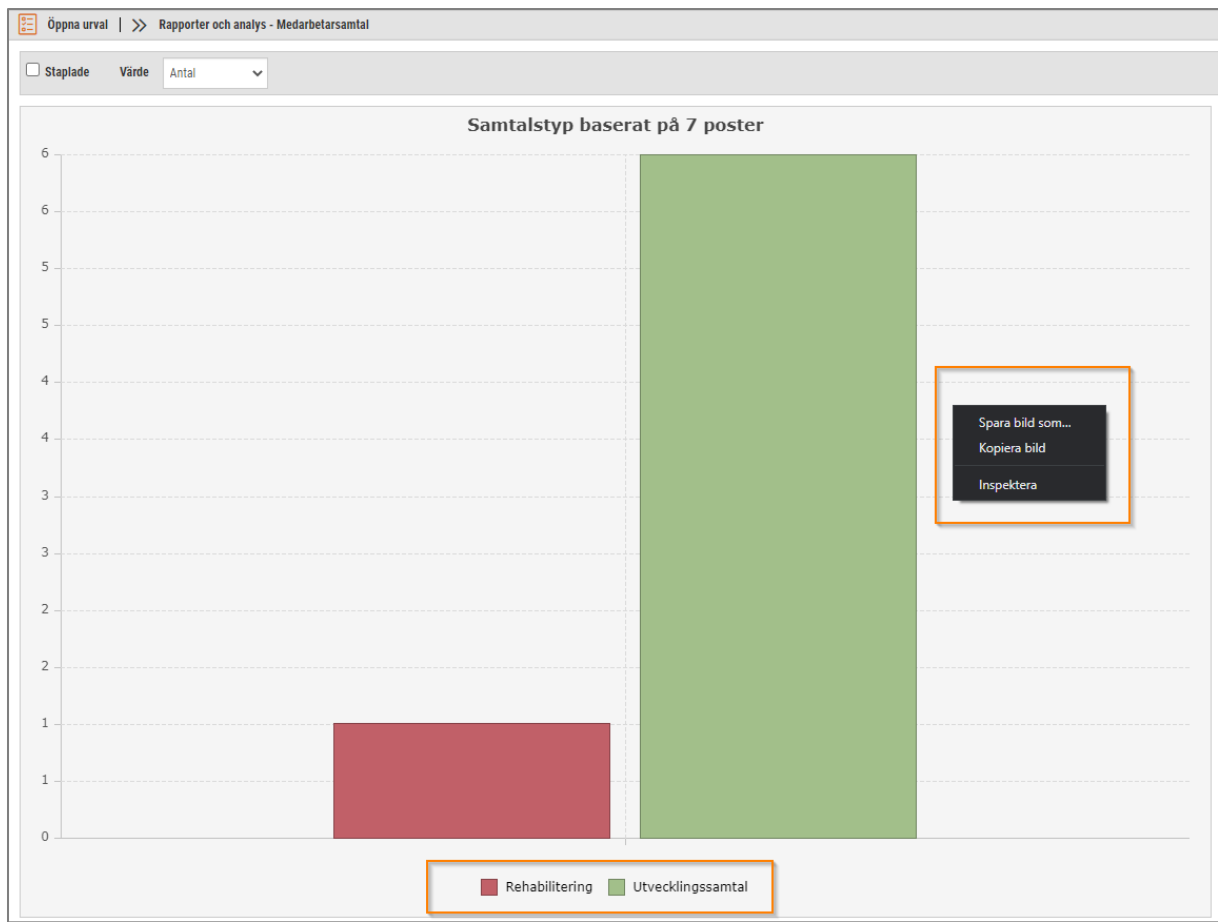 Öppna urval | >> Rapporter och analys - Medarbetarsamtal
Staplade Värde Antal
Samtalstyp baserat på 7 poster
6
6
5
5
4
4
3
3
2
2
1
1
0
Spara bild som...
Kopiera bild
Inspektera
Rehabilitering Utvecklingssamtal